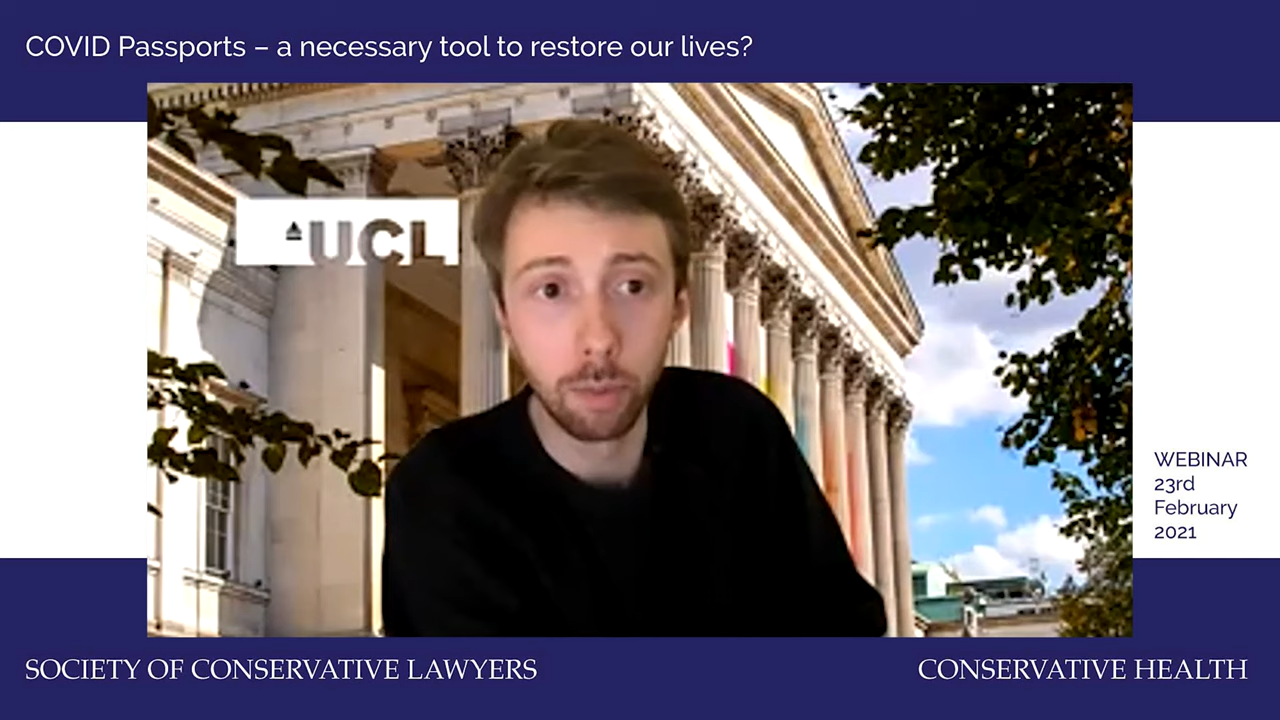 COVID Passports – a necessary tool to restore our lives?
UCL
WEBINAR
23rd
February
2021
SOCIETY OF CONSERVATIVE LAWYERS
CONSERVATIVE HEALTH